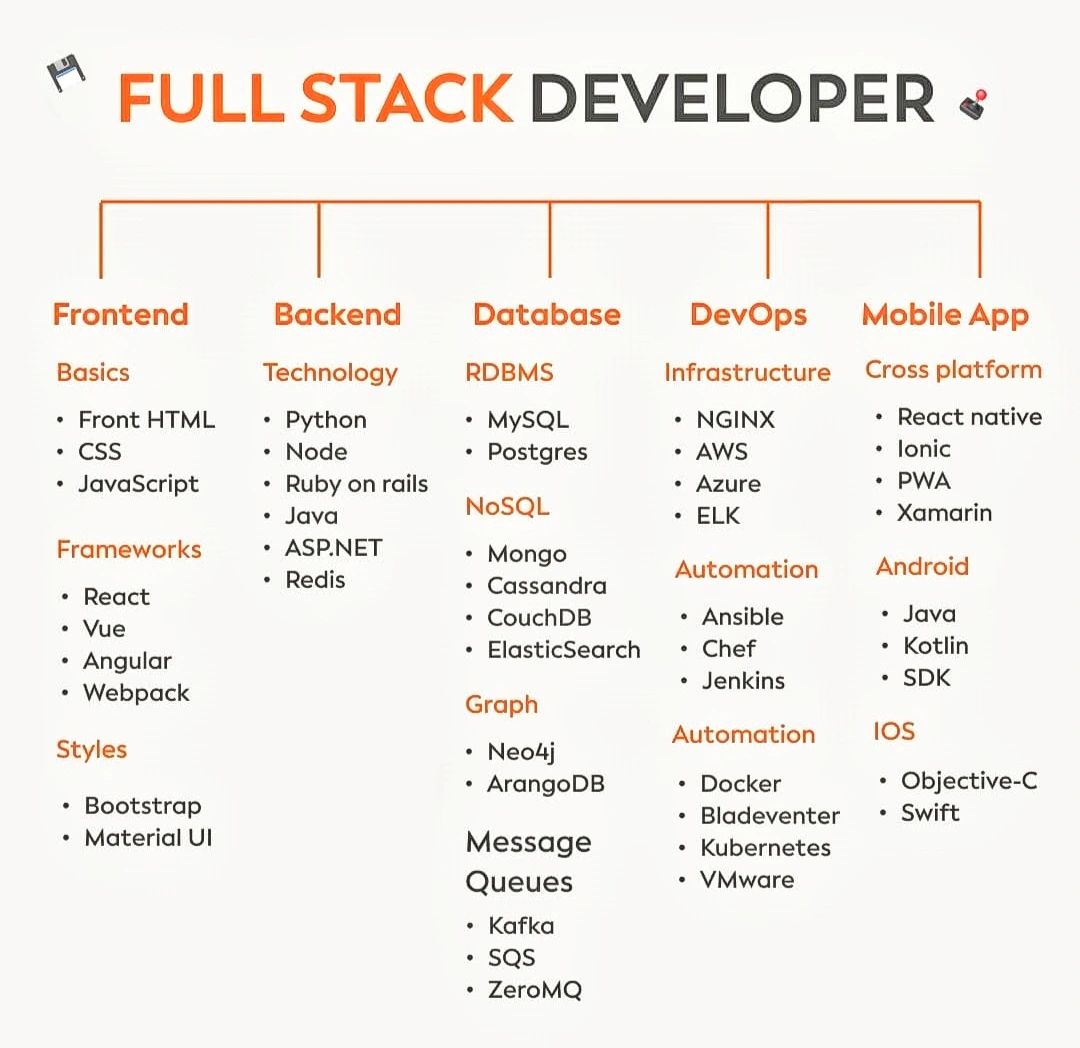 FULL STACK DEVELOPER
Frontend
Basics
• Front HTML
• CSS
• JavaScript
Frameworks
• React
• Vue
• Angular
• Webpack
Styles
• Bootstrap
• Material UI
Backend
Technology
• Python
• Node
• Ruby on rails
• Java
• ASP.NET
• Redis
Database
RDBMS
• MySQL
• Postgres
NoSQL
• Mongo
• Cassandra
• CouchDB
• ElasticSearch
Graph
• Neo4j
• ArangoDB
Message
Queues
• Kafka
• SQS
• ZeroMQ
DevOps
Infrastructure
• NGINX
• AWS
• Azure
• ELK
Automation
• Ansible
• Chef
• Jenkins
Automation
• Docker
• Bladeventer
• Kubernetes
• VMware
Mobile App
Cross platform
• React native
• Ionic
• PWA
• Xamarin
Android
• Java
• Kotlin
• SDK
IOS
• Objective-C
• Swift